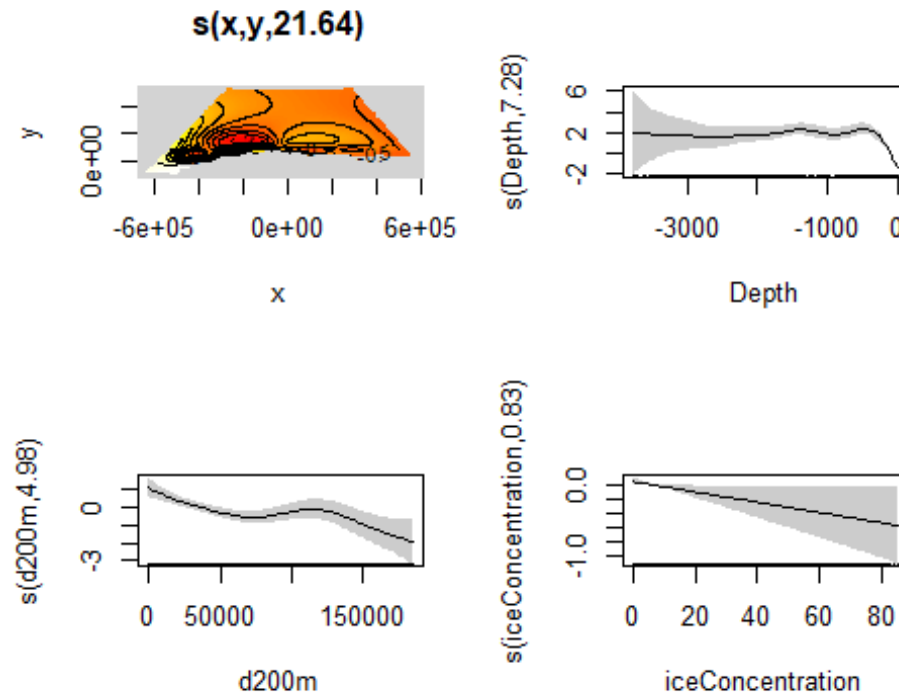 s(x,y,21.64)
y
0e+00
-6e+05 0e+00 6e+05
x
-0.5
s(Depth,7.28)
6
2
-2
-3000 -1000 0
Depth
s(d200m,4.98)
0
-3
0 50000 150000
d200m
s(iceConcentration,0.83)
0.0
-1.0
0 20 40 60 80
iceConcentration